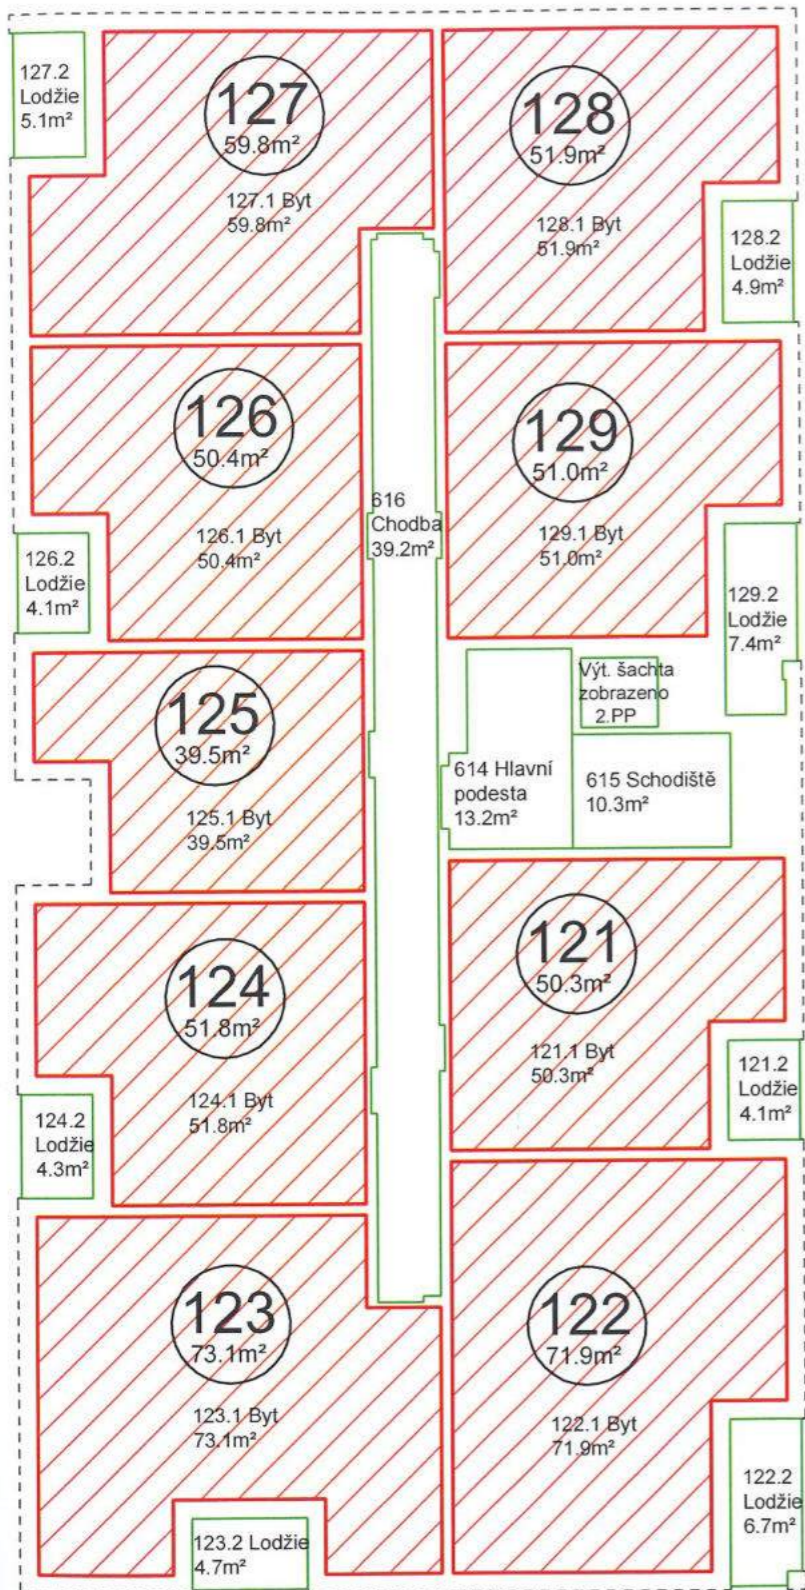 127.2
Lodžie
5.1m²
127
59.8m²
127.1 Byt
59.8m²
128
51.9m²
128.1 Byt
51.9m²
128.2
Lodžie
4.9m²
126
50.4m²
126.1 Byt
50.4m²
126.2
Lodžie
4.1m²
616
Chodba
39.2m²
129
51.0m²
129.1 Byt
51.0m²
129.2
Lodžie
7.4m²
125
39.5m²
125.1 Byt
39.5m²
Výt. šachta
zobrazeno
2.PP
614 Hlavní
podesta
13.2m²
615 Schodiště
10.3m²
124
51.8m²
124.1 Byt
51.8m²
124.2
Lodžie
4.3m²
121
50.3m²
121.1 Byt
50.3m²
121.2
Lodžie
4.1m²
123
73.1m²
123.1 Byt
73.1m²
123.2 Lodžie
4.7m²
122
71.9m²
122.1 Byt
71.9m²
122.2
Lodžie
6.7m²